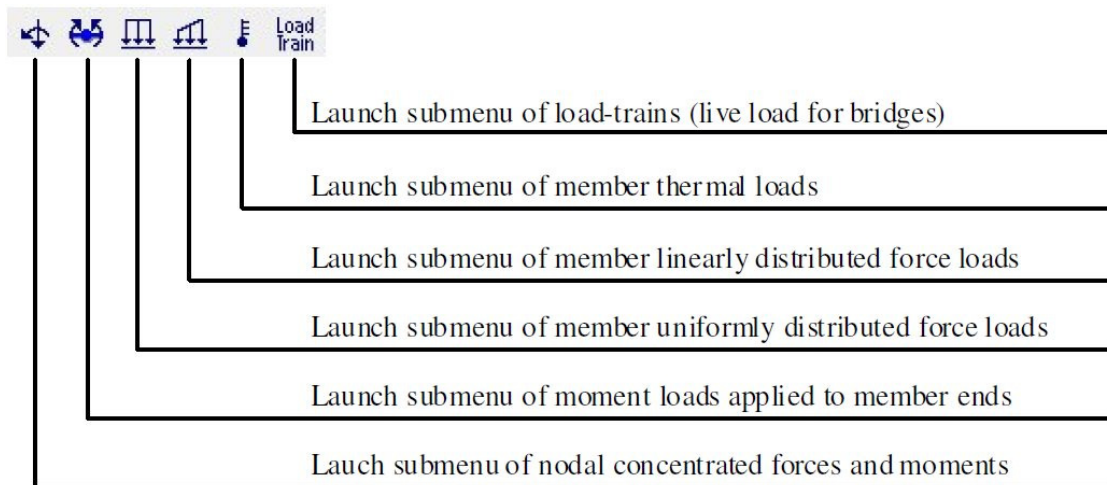 Load
Train
Launch submenu of load-trains (live load for bridges)
Launch submenu of member thermal loads
Launch submenu of member linearly distributed force loads
Launch submenu of member uniformly distributed force loads
Launch submenu of moment loads applied to member ends
Lauch submenu of nodal concentrated forces and moments